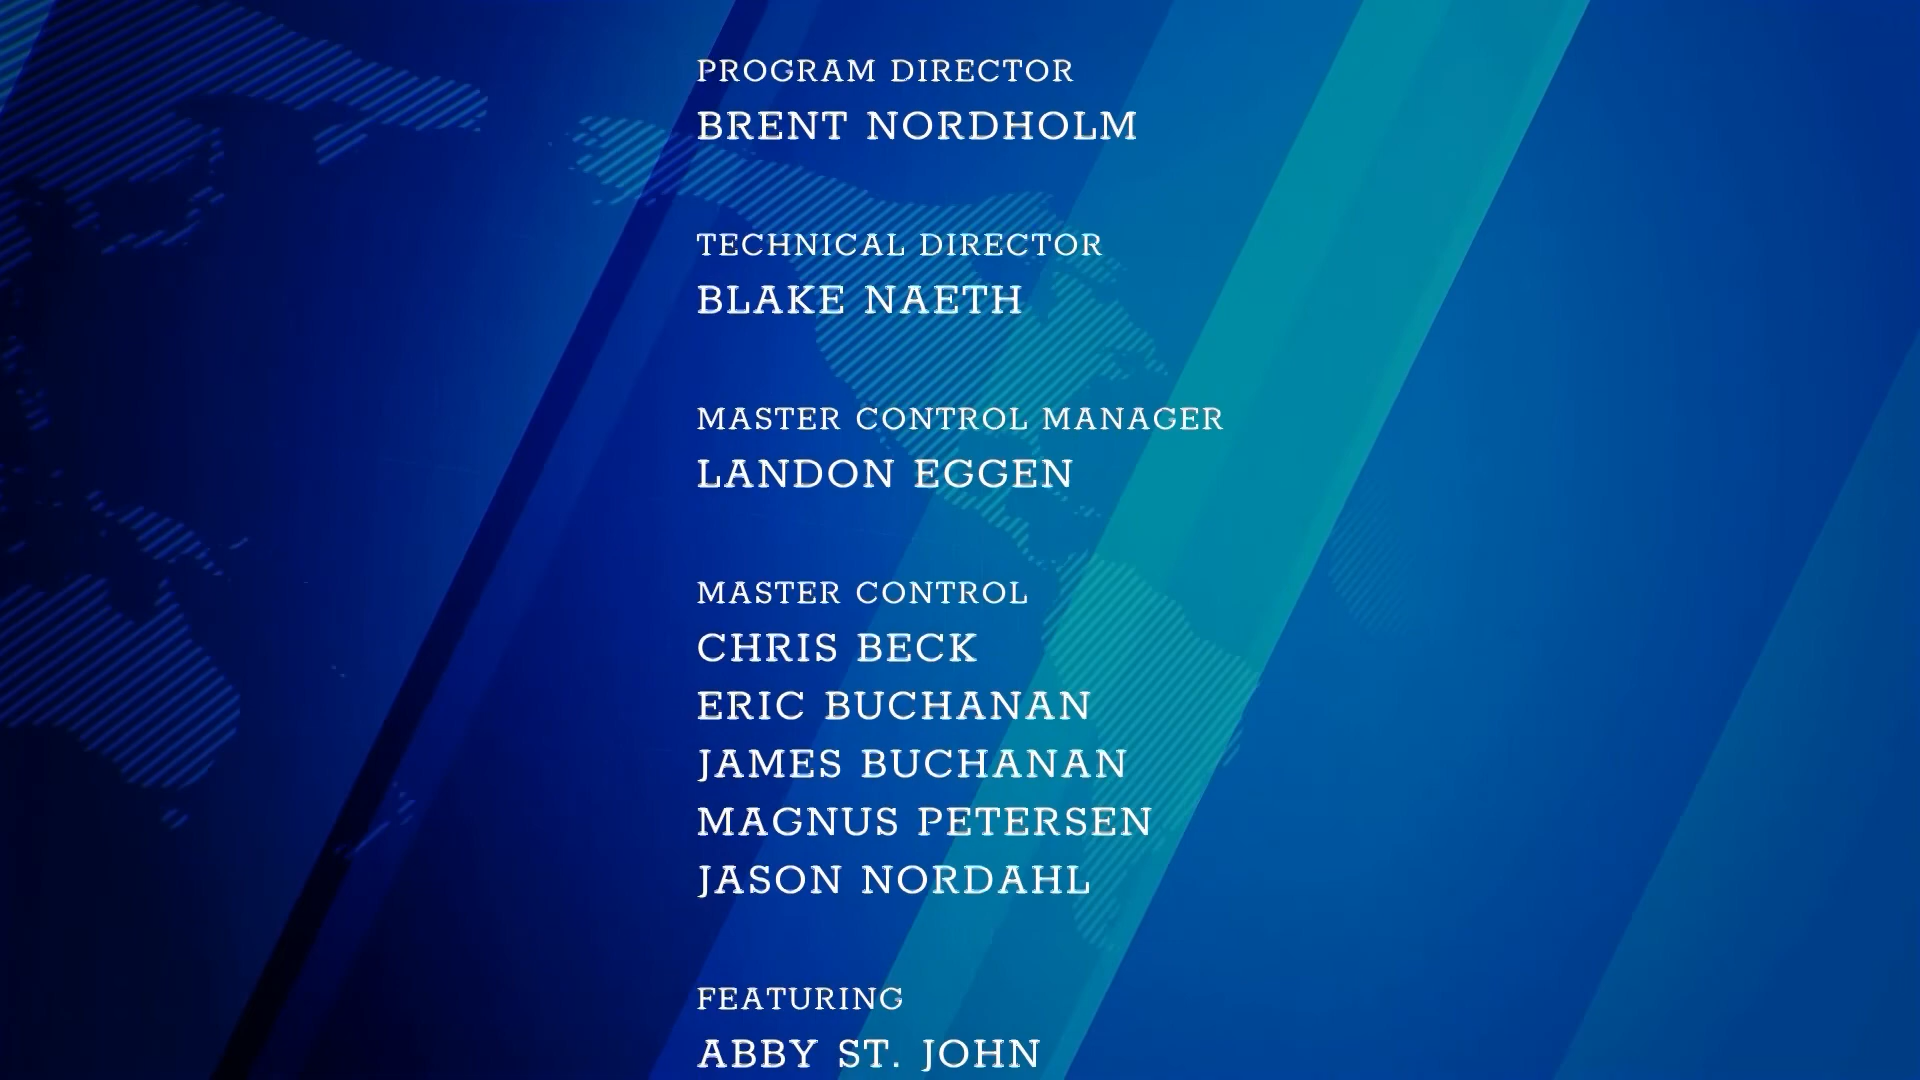 PROGRAM DIRECTOR
BRENT NORDHOLM
TECHNICAL DIRECTOR
BLAKE NAETH
MASTER CONTROL MANAGER
LANDON EGGEN
MASTER CONTROL
CHRIS BECK
ERIC BUCHANAN
JAMES BUCHANAN
MAGNUS PETERSEN
JASON NORDAHL
FEATURING
ABBY ST. JOHN